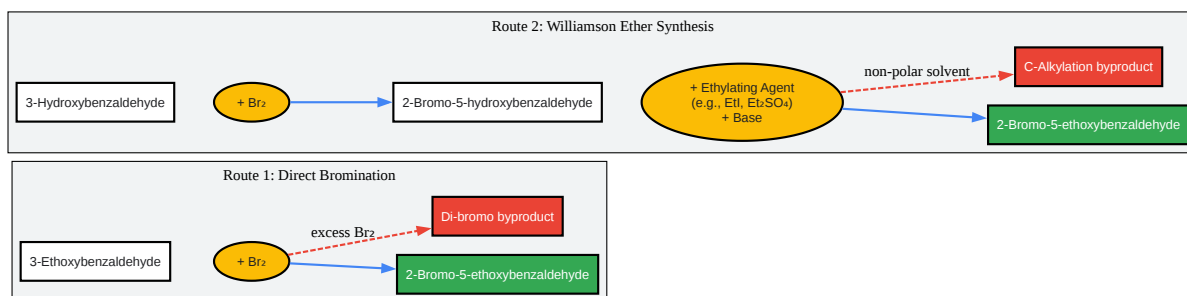 Route 2: Williamson Ether Synthesis
3-Hydroxybenzaldehyde
+ Br₂
2-Bromo-5-hydroxybenzaldehyde
+ Ethylating Agent
(e.g., EtI, Et₂SO₄)
+ Base
non-polar solvent
C-Alkylation byproduct
2-Bromo-5-ethoxybenzaldehyde
Route 1: Direct Bromination
3-Ethoxybenzaldehyde
+ Br₂
excess Br₂
Di-bromo byproduct
2-Bromo-5-ethoxybenzaldehyde